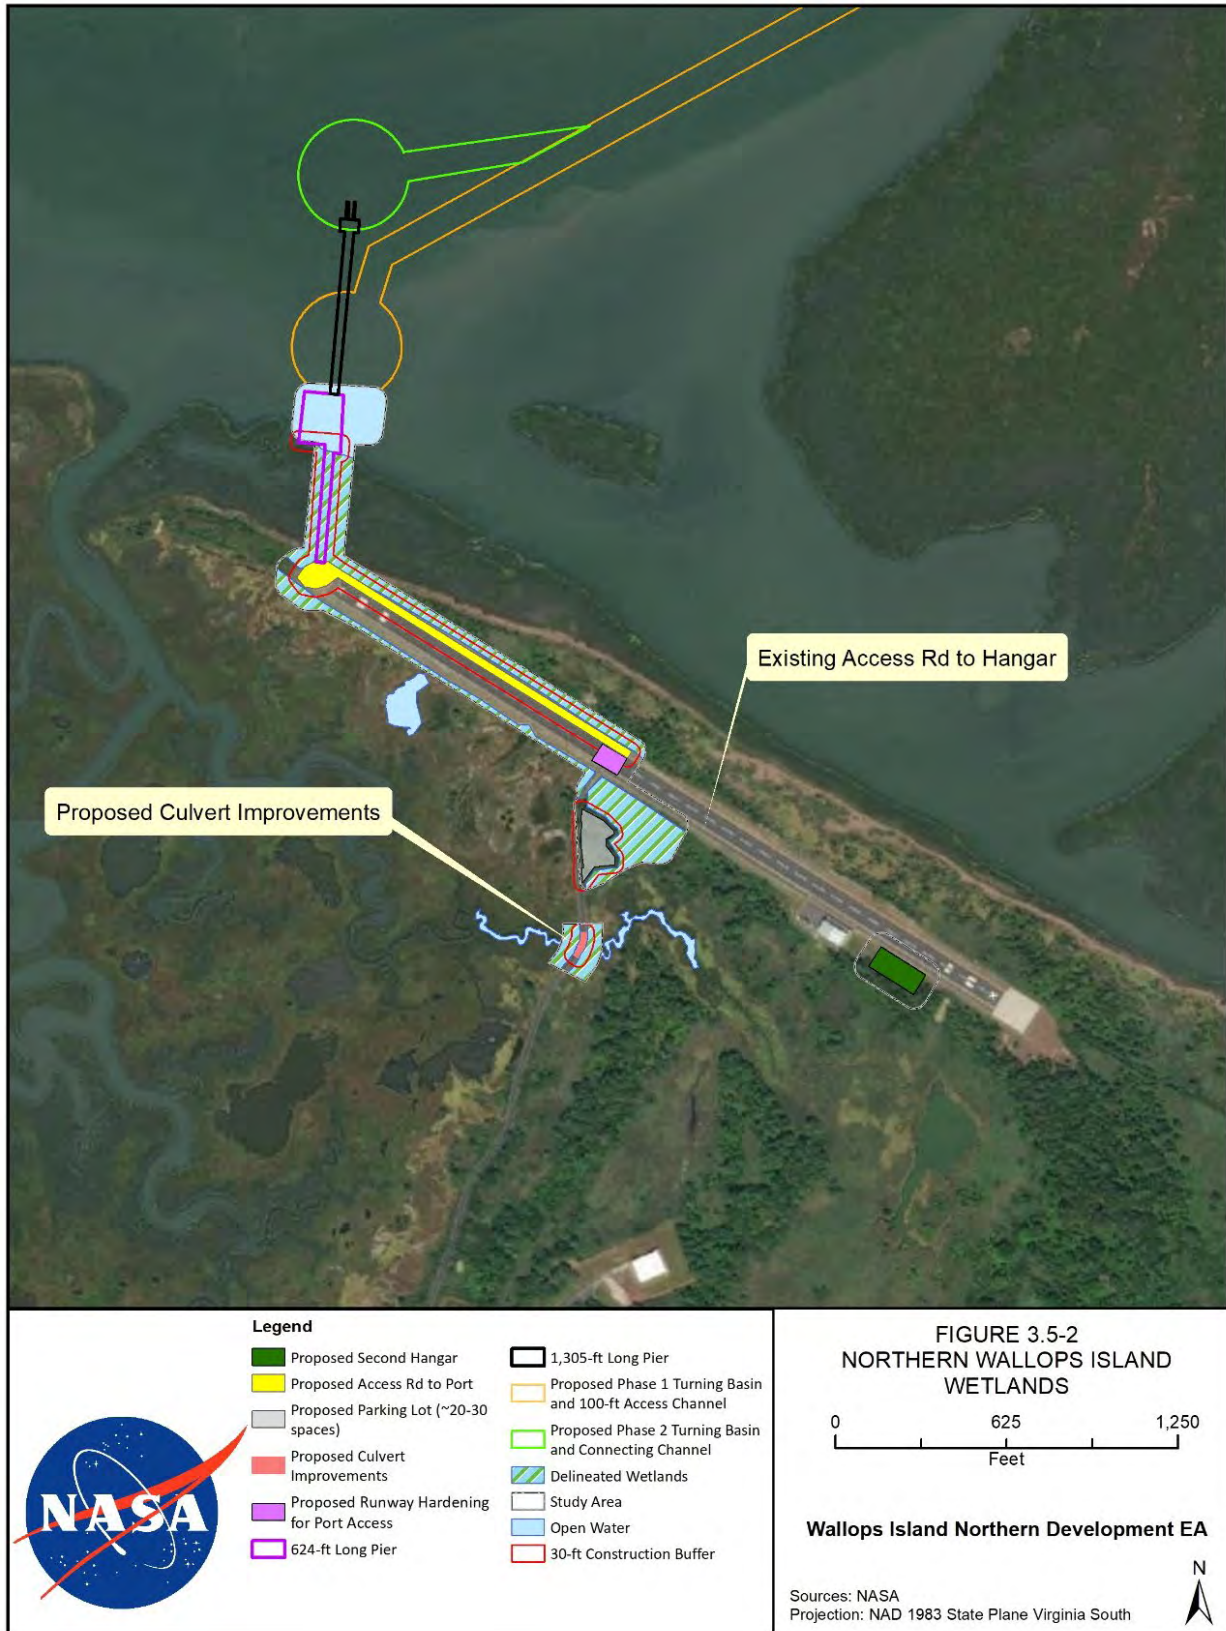 Existing Access Rd to Hangar
Proposed Culvert Improvements
Legend
Proposed Second Hangar
Proposed Access Rd to Port
Proposed Parking Lot (~20-30
spaces)
Proposed Culvert
Improvements
Proposed Runway Hardening
for Port Access
624-ft Long Pier
1,305-ft Long Pier
Proposed Phase 1 Turning Basin
and 100-ft Access Channel
Proposed Phase 2 Turning Basin
and Connecting Channel
Delineated Wetlands
Study Area
Open Water
30-ft Construction Buffer
NASA
FIGURE 3.5-2
NORTHERN WALLOPS ISLAND
WETLANDS
0 625 1,250
Feet
Wallops Island Northern Development EA
N
Sources: NASA
Projection: NAD 1983 State Plane Virginia South